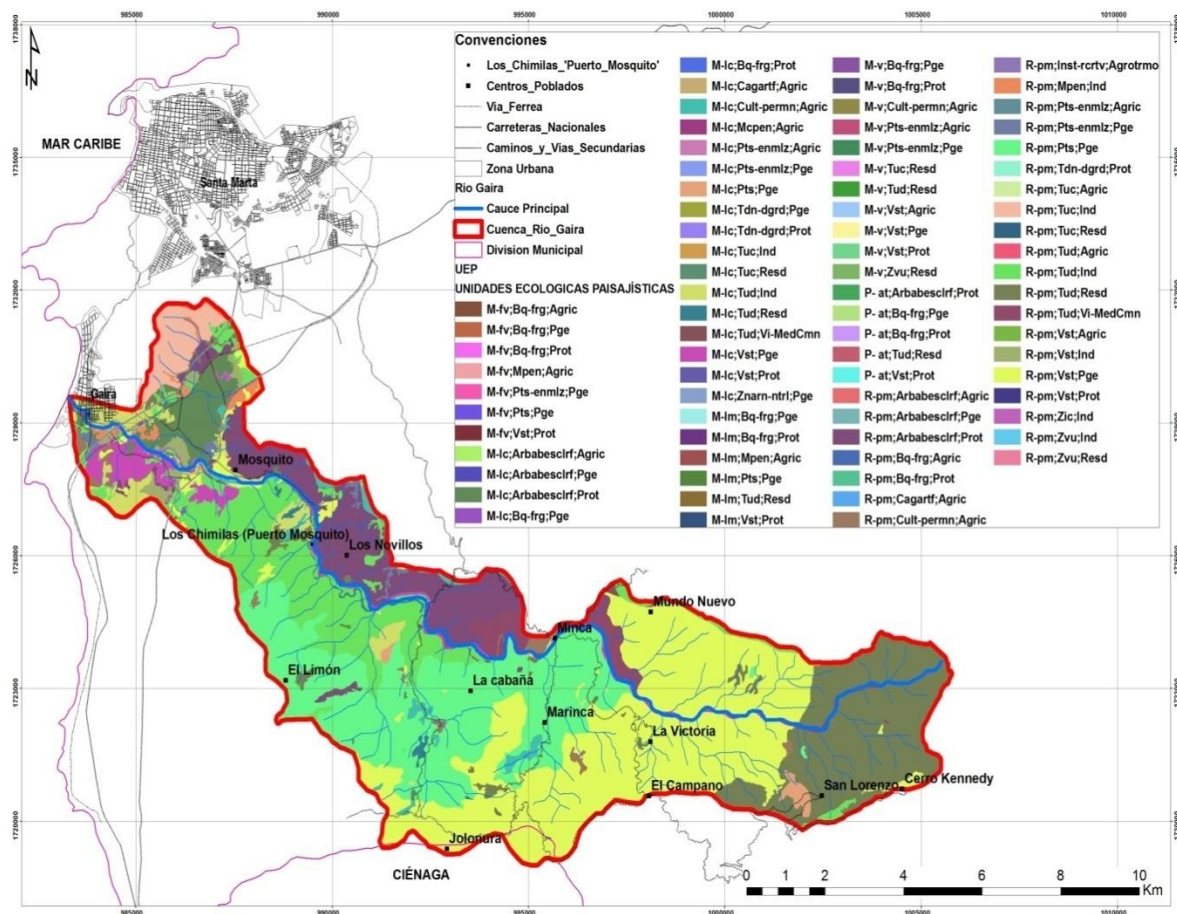 985000
990000
995000
1000000
1005000
1010000
1738000
N
MAR CARIBE
Santa Marta
Gaira
Mosquito
Los Chimilas (Puerto Mosquito)
Los Novillos
Mundo Nuevo
Minca
El Limón
La cabañá
Marinca
La Victoria
El Campano
San Lorenzo
Cerro Kennedy
Jolonura
CIÉNAGA
Convenciones
Los_Chimilas_'Puerto_Mosquito'
Centros_Poblados
Via_Ferrea
Carreteras_Nacionales
Caminos_y_Vias_Secundarias
Zona Urbana
Rio Gaira
Cauce Principal
Cuenca_Rio_Gaira
Division Municipal
UEP
UNIDADES ECOLOGICAS PAISAJÍSTICAS
M-fv;Bq-frg;Agric
M-fv;Bq-frg;Pge
M-fv;Bq-frg;Prot
M-fv;Mpen;Agric
M-fv;Pts-enmlz;Pge
M-fv;Pts;Pge
M-fv;Vst;Prot
M-lc;Arbabesclrf;Agric
M-lc;Arbabesclrf;Pge
M-lc;Arbabesclrf;Prot
M-lc;Bq-frg;Pge
M-lc;Bq-frg;Prot
M-lc;Cagartf;Agric
M-lc;Cult-permn;Agric
M-lc;Mcpen;Agric
M-lc;Pts-enmlz;Agric
M-lc;Pts-enmlz;Pge
M-lc;Pts;Pge
M-lc;Tdn-dgrd;Pge
M-lc;Tdn-dgrd;Prot
M-lc;Tuc;Ind
M-lc;Tuc;Resd
M-lc;Tud;Ind
M-lc;Tud;Resd
M-lc;Tud;Vi-MedCmn
M-lc;Vst;Pge
M-lc;Vst;Prot
M-lc;Znarn-ntrl;Pge
M-lm;Bq-frg;Pge
M-lm;Bq-frg;Prot
M-lm;Mpen;Agric
M-lm;Pts;Pge
M-lm;Tud;Resd
M-lm;Vst;Prot
M-v;Bq-frg;Pge
M-v;Bq-frg;Prot
M-v;Cult-permn;Agric
M-v;Pts-enmlz;Agric
M-v;Pts-enmlz;Pge
M-v;Tuc;Resd
M-v;Tud;Resd
M-v;Vst;Agric
M-v;Vst;Pge
M-v;Vst;Prot
M-v;Zvu;Resd
P- at;Arbabesclrf;Prot
P- at;Bq-frg;Pge
P- at;Bq-frg;Prot
P- at;Tud;Resd
P- at;Vst;Prot
R-pm;Arbabesclrf;Agric
R-pm;Arbabesclrf;Pge
R-pm;Arbabesclrf;Prot
R-pm;Bq-frg;Agric
R-pm;Bq-frg;Prot
R-pm;Cagartf;Agric
R-pm;Cult-permn;Agric
R-pm;Inst-rcrtv;Agrotrmo
R-pm;Mpen;Ind
R-pm;Pts-enmlz;Agric
R-pm;Pts-enmlz;Pge
R-pm;Pts;Pge
R-pm;Tdn-dgrd;Prot
R-pm;Tuc;Agric
R-pm;Tuc;Ind
R-pm;Tuc;Resd
R-pm;Tud;Agric
R-pm;Tud;Ind
R-pm;Tud;Resd
R-pm;Tud;Vi-MedCmn
R-pm;Vst;Agric
R-pm;Vst;Ind
R-pm;Vst;Pge
R-pm;Vst;Prot
R-pm;Zic;Ind
R-pm;Zvu;Ind
R-pm;Zvu;Resd
1732000
1729000
1726000
1723000
1720000
0 1 2 4 6 8 10
Km
985000
990000
995000
1000000
1005000
1010000